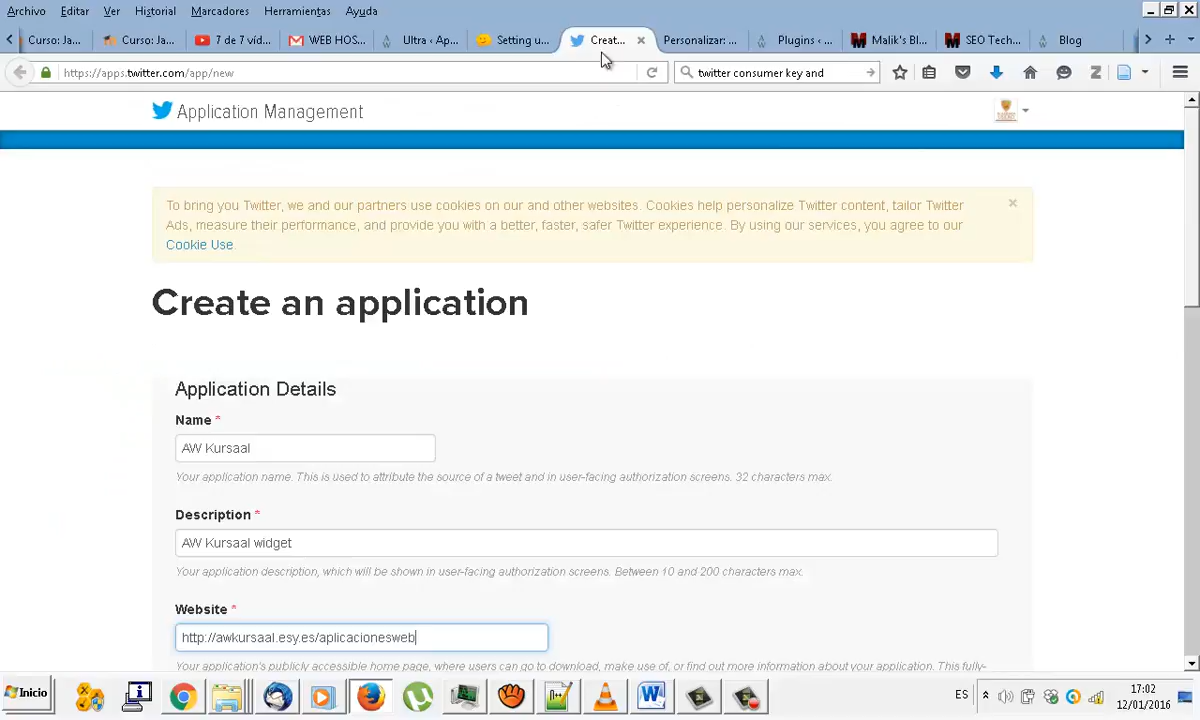 Archivo Editar Ver Historial Marcadores Herramientas Ayuda
Curso: Ja... Curso: Ja... 7 de 7 víd... WEB HOS... Ultra ‹ Ap... Setting u... Creat... Personalizar: ... Plugins ‹ ... Malik's Bl... SEO Tech... Blog
https://apps.twitter.com/app/new twitter consumer key and
Application Management
To bring you Twitter, we and our partners use cookies on our and other websites. Cookies help personalize Twitter content, tailor Twitter
Ads, measure their performance, and provide you with a better, faster, safer Twitter experience. By using our services, you agree to our
Cookie Use.
Create an application
Application Details
Name *
AW Kursaal
Your application name. This is used to attribute the source of a tweet and in user-facing authorization screens. 32 characters max.
Description *
AW Kursaal widget
Your application description, which will be shown in user-facing authorization screens. Between 10 and 200 characters max.
Website *
http://awkursaal.esy.es/aplicacionesweb
Your application's publicly accessible home page, where users can go to download, make use of, or find out more information about your application. This fully-
Inicio ES 17:02
12/01/2016